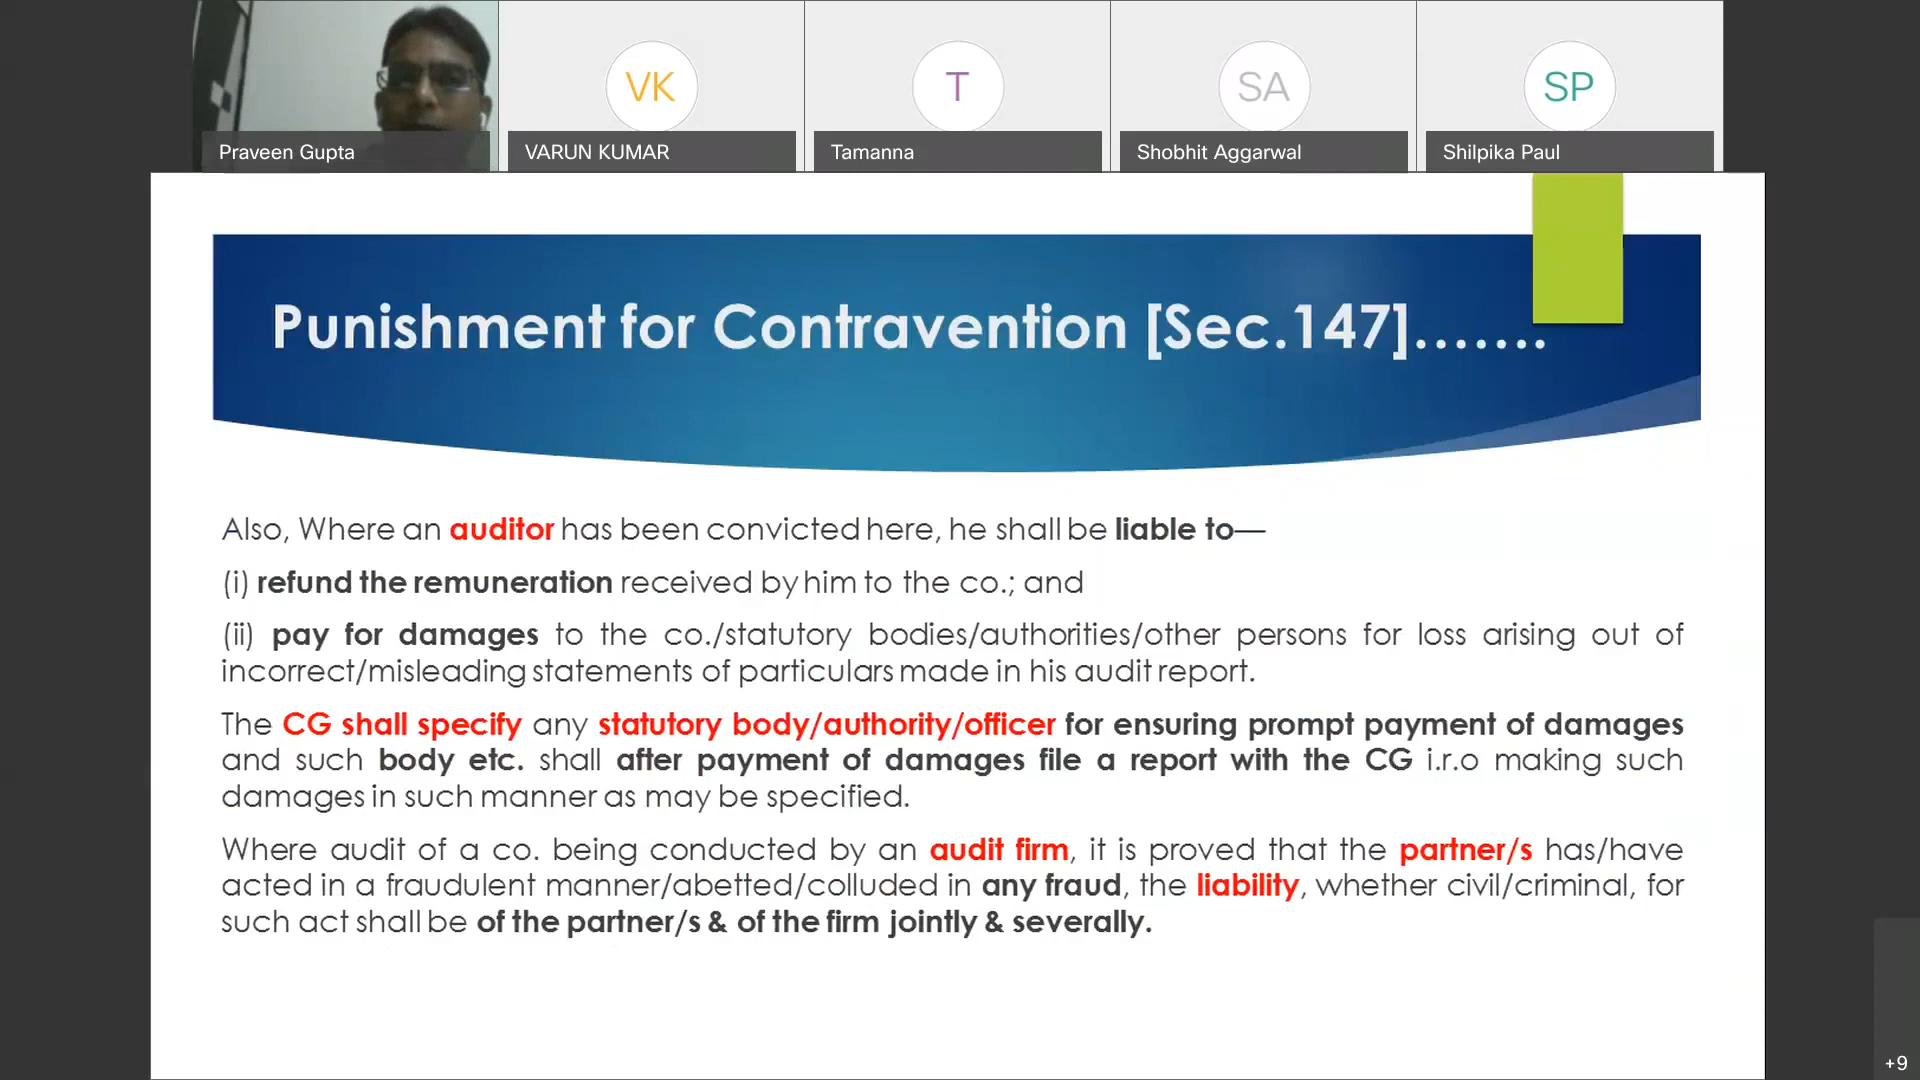 VK
T
SA
SP
Praveen Gupta
VARUN KUMAR
Tamanna
Shobhit Aggarwal
Shilpika Paul
Punishment for Contravention [Sec.147].......
Also, Where an auditor has been convicted here, he shall be liable to—
(i) refund the remuneration received by him to the co.; and
(ii) pay for damages to the co./statutory bodies/authorities/other persons for loss arising out of
incorrect/misleading statements of particulars made in his audit report.
The CG shall specify any statutory body/authority/officer for ensuring prompt payment of damages
and such body etc. shall after payment of damages file a report with the CG i.r.o making such
damages in such manner as may be specified.
Where audit of a co. being conducted by an audit firm, it is proved that the partner/s has/have
acted in a fraudulent manner/abetted/colluded in any fraud, the liability, whether civil/criminal, for
such act shall be of the partner/s & of the firm jointly & severally.
+9